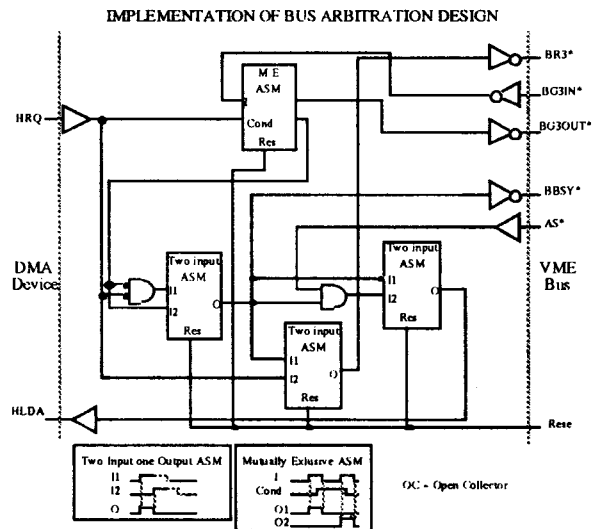 IMPLEMENTATION OF BUS ARBITRATION DESIGN
M E
ASM
Cond
Res
BR3*
BG3IN*
BG3OUT*
BBSY*
AS*
HRQ
DMA
Device
VME
Bus
Two input
ASM
I1
I2
O
Res
Two input
ASM
I1
I2
O
Res
Two input
ASM
I1
I2
O
Res
HLDA
Rese
Two Input one Output ASM
I1
I2
O
Mutually Exlusive ASM
I
Cond
O1
O2
OC - Open Collector